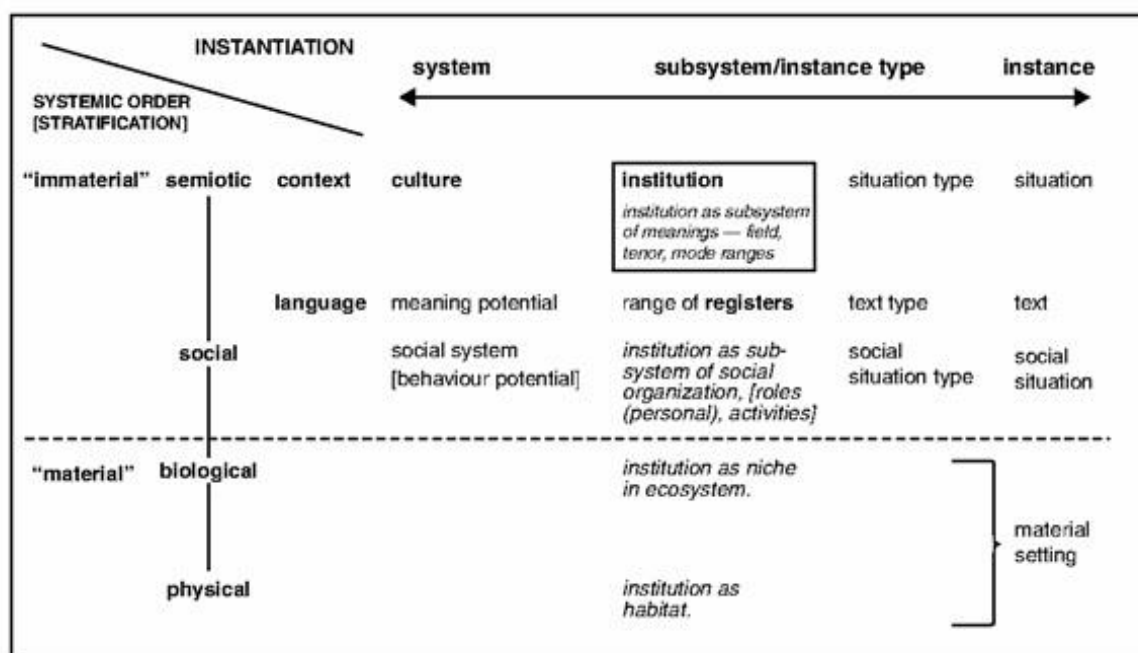 INSTANTIATION
system subsystem/instance type instance
SYSTEMIC ORDER
[STRATIFICATION]
“immaterial” semiotic context culture institution situation type situation
institution as subsystem
of meanings — field,
tenor, mode ranges
language meaning potential range of registers text type text
social social system institution as sub- social social
[behaviour potential] system of social situation type situation
organization, [roles
(personal), activities]
“material” biological institution as niche
in ecosystem.
material
setting
physical institution as
habitat.